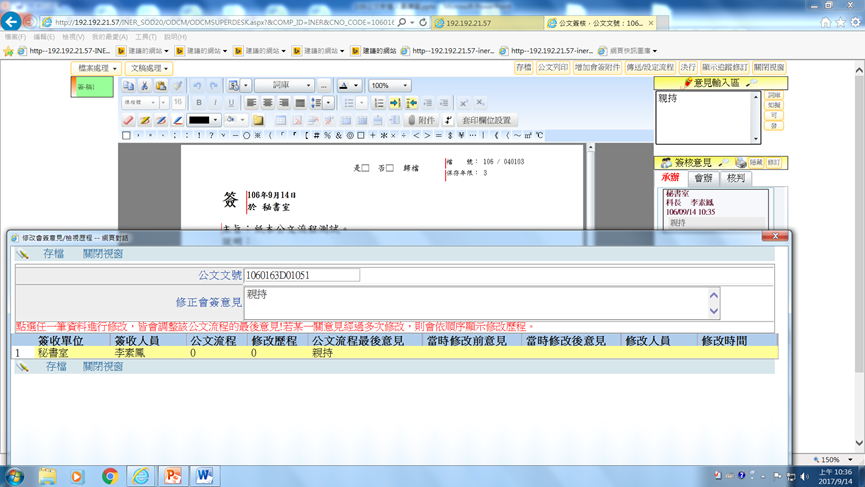 http://192.192.21.57/INER_SOD20/ODCM/ODCMSUPERDESK.aspx?&COMP_ID=INER&CNO_CODE=10601
192.192.21.57
公文簽核，公文文號：106...
檔案(F) 編輯(E) 檢視(V) 我的最愛(A) 工具(T) 說明(H)
http--192.192.21.57-INE...
建議的網站
建議的網站
建議的網站
建議的網站
http--192.192.21.57-iner...
http--192.192.21.57-iner...
網頁快訊圖庫
檔案處理
文稿處理
存檔
公文列印
增加會簽附件
傳送/設定流程
決行
顯示追蹤修訂
關閉視窗
簽-稿1
詞庫
...
100%
16
B I U
附件
套印欄位設置
意見輸入區
親持
詞庫
如擬
可
發
簽核意見
隱藏
修訂
承辦
會辦
核判
秘書室
科長 李素鳳
106/09/14 10:35
親持
是□ 否□ 歸檔
檔 號： 106 / 040103
保存年限： 3
簽
106年9月14日
於 秘書室
主旨：紙本公文流程測試。
說明：
修改會簽意見/檢視歷程 -- 網頁對話
存檔
關閉視窗
公文文號
1060163D01051
修正會簽意見
親持
點選任一筆資料進行修改，皆會調整該公文流程的最後意見!若某一關意見經過多次修改，則會依順序顯示修改歷程。
簽收單位 簽收人員 公文流程 修改歷程 公文流程最後意見 當時修改前意見 當時修改後意見 修改人員 修改時間
1 秘書室 李素鳳 0 0 親持
存檔
關閉視窗
150%
上午 10:36
2017/9/14